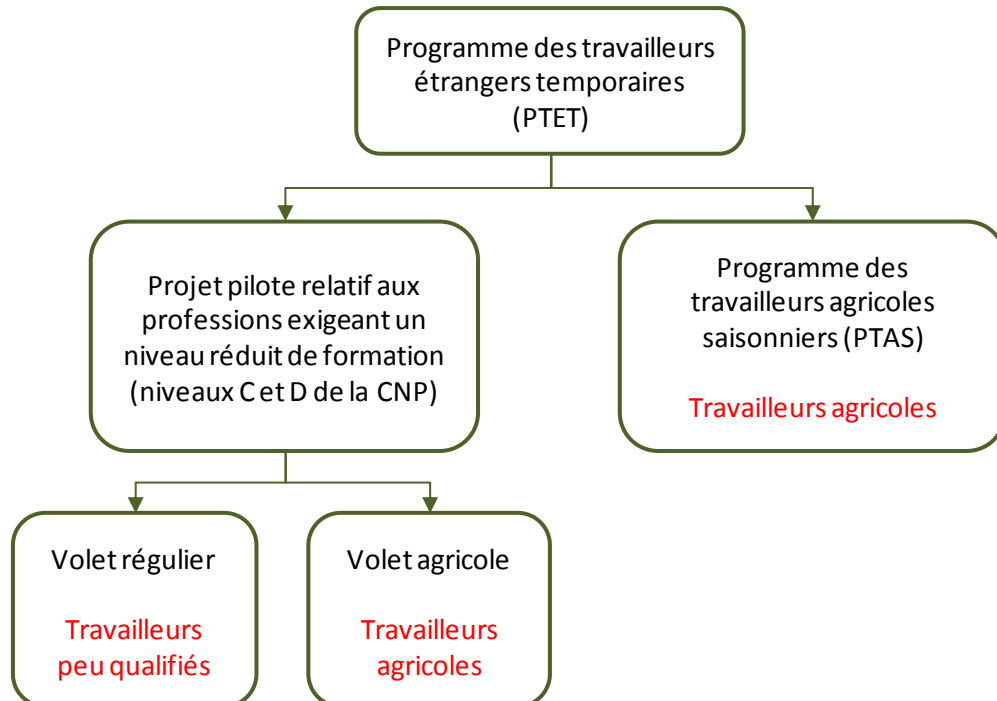 Programme des travailleurs
étrangers temporaires
(PTET)
Projet pilote relatif aux
professions exigeant un
niveau réduit de formation
(niveaux C et D de la CNP)
Programme des
travailleurs agricoles
saisonniers (PTAS)
Travailleurs agricoles
Volet régulier
Travailleurs
peu qualifiés
Volet agricole
Travailleurs
agricoles